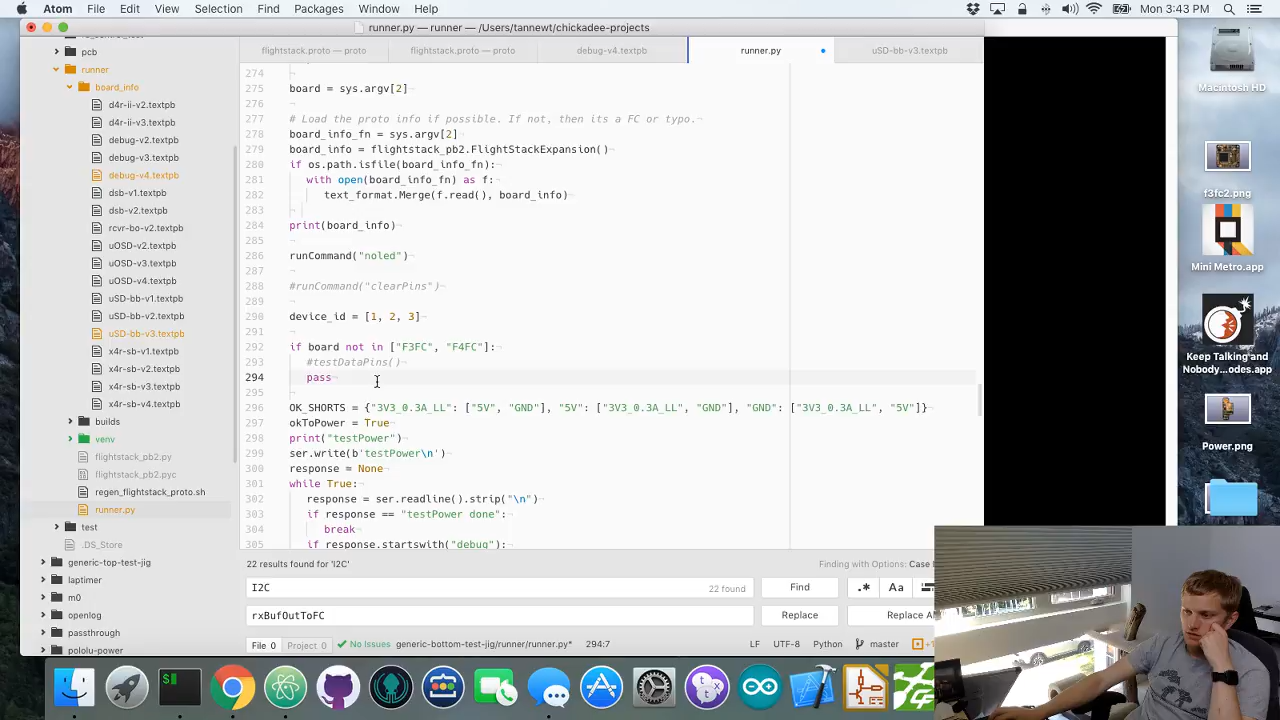 Atom File Edit View Selection Find Packages Window Help
Mon 3:43 PM
runner.py — /Users/tannewt/chickadee-projects
flightstack.proto — proto
flightstack.proto — proto
debug-v4.textpb
runner.py
uSD-bb-v3.textpb
pcb
runner
board_info
d4r-ii-v2.textpb
d4r-ii-v3.textpb
debug-v2.textpb
debug-v3.textpb
debug-v4.textpb
dsb-v1.textpb
dsb-v2.textpb
rcvr-bo-v2.textpb
uOSD-v2.textpb
uOSD-v3.textpb
uOSD-v4.textpb
uSD-bb-v1.textpb
uSD-bb-v2.textpb
uSD-bb-v3.textpb
x4r-sb-v1.textpb
x4r-sb-v2.textpb
x4r-sb-v3.textpb
x4r-sb-v4.textpb
builds
venv
flightstack_pb2.py
flightstack_pb2.pyc
regen_flightstack_proto.sh
runner.py
test
.DS_Store
generic-top-test-jig
laptimer
m0
openlog
passthrough
pololu-power
274
275 board = sys.argv[2]
276
277 # Load the proto info if possible. If not, then its a FC or typo.
278 board_info_fn = sys.argv[2]
279 board_info = flightstack_pb2.FlightStackExpansion()
280 if os.path.isfile(board_info_fn):
281 with open(board_info_fn) as f:
282 text_format.Merge(f.read(), board_info)
283
284 print(board_info)
285
286 runCommand("noled")
287
288 #runCommand("clearPins")
289
290 device_id = [1, 2, 3]
291
292 if board not in ["F3FC", "F4FC"]:
293 #testDataPins()
294 pass
295
296 OK_SHORTS = {"3V3_0.3A_LL": ["5V", "GND"], "5V": ["3V3_0.3A_LL", "GND"], "GND": ["3V3_0.3A_LL", "5V"]}
297 okToPower = True
298 print("testPower")
299 ser.write(b'testPower\n')
300 response = None
301 while True:
302 response = ser.readline().strip("\n")
303 if response == "testPower done":
304 break
305 if response.startswith("debug"):
22 results found for 'I2C'
Finding with Options: Case
I2C
22 found
Find
.*
Aa
rxBufOutToFC
Replace
Replace
File 0 Project 0 No Issues generic-bottom-test-jig/runner/runner.py* 294:7
LF UTF-8 Python master
Macintosh HD
f3fc2.png
Mini Metro.app
Keep Talking and
Nobody...odes.app
Power.png